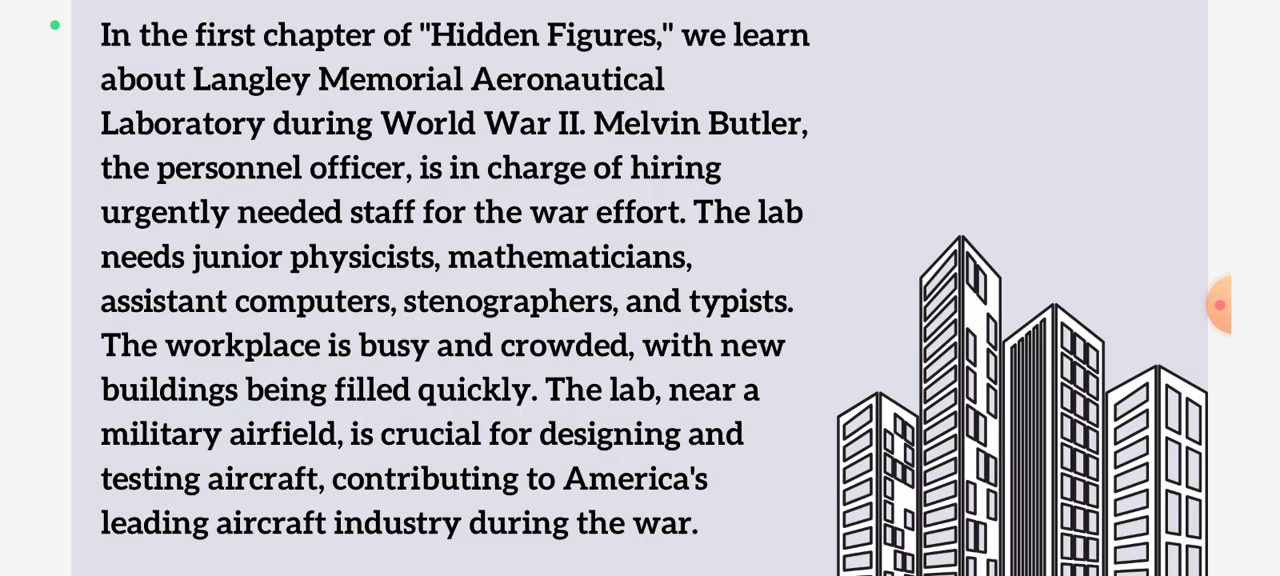 In the first chapter of "Hidden Figures," we learn
about Langley Memorial Aeronautical
Laboratory during World War II. Melvin Butler,
the personnel officer, is in charge of hiring
urgently needed staff for the war effort. The lab
needs junior physicists, mathematicians,
assistant computers, stenographers, and typists.
The workplace is busy and crowded, with new
buildings being filled quickly. The lab, near a
military airfield, is crucial for designing and
testing aircraft, contributing to America's
leading aircraft industry during the war.